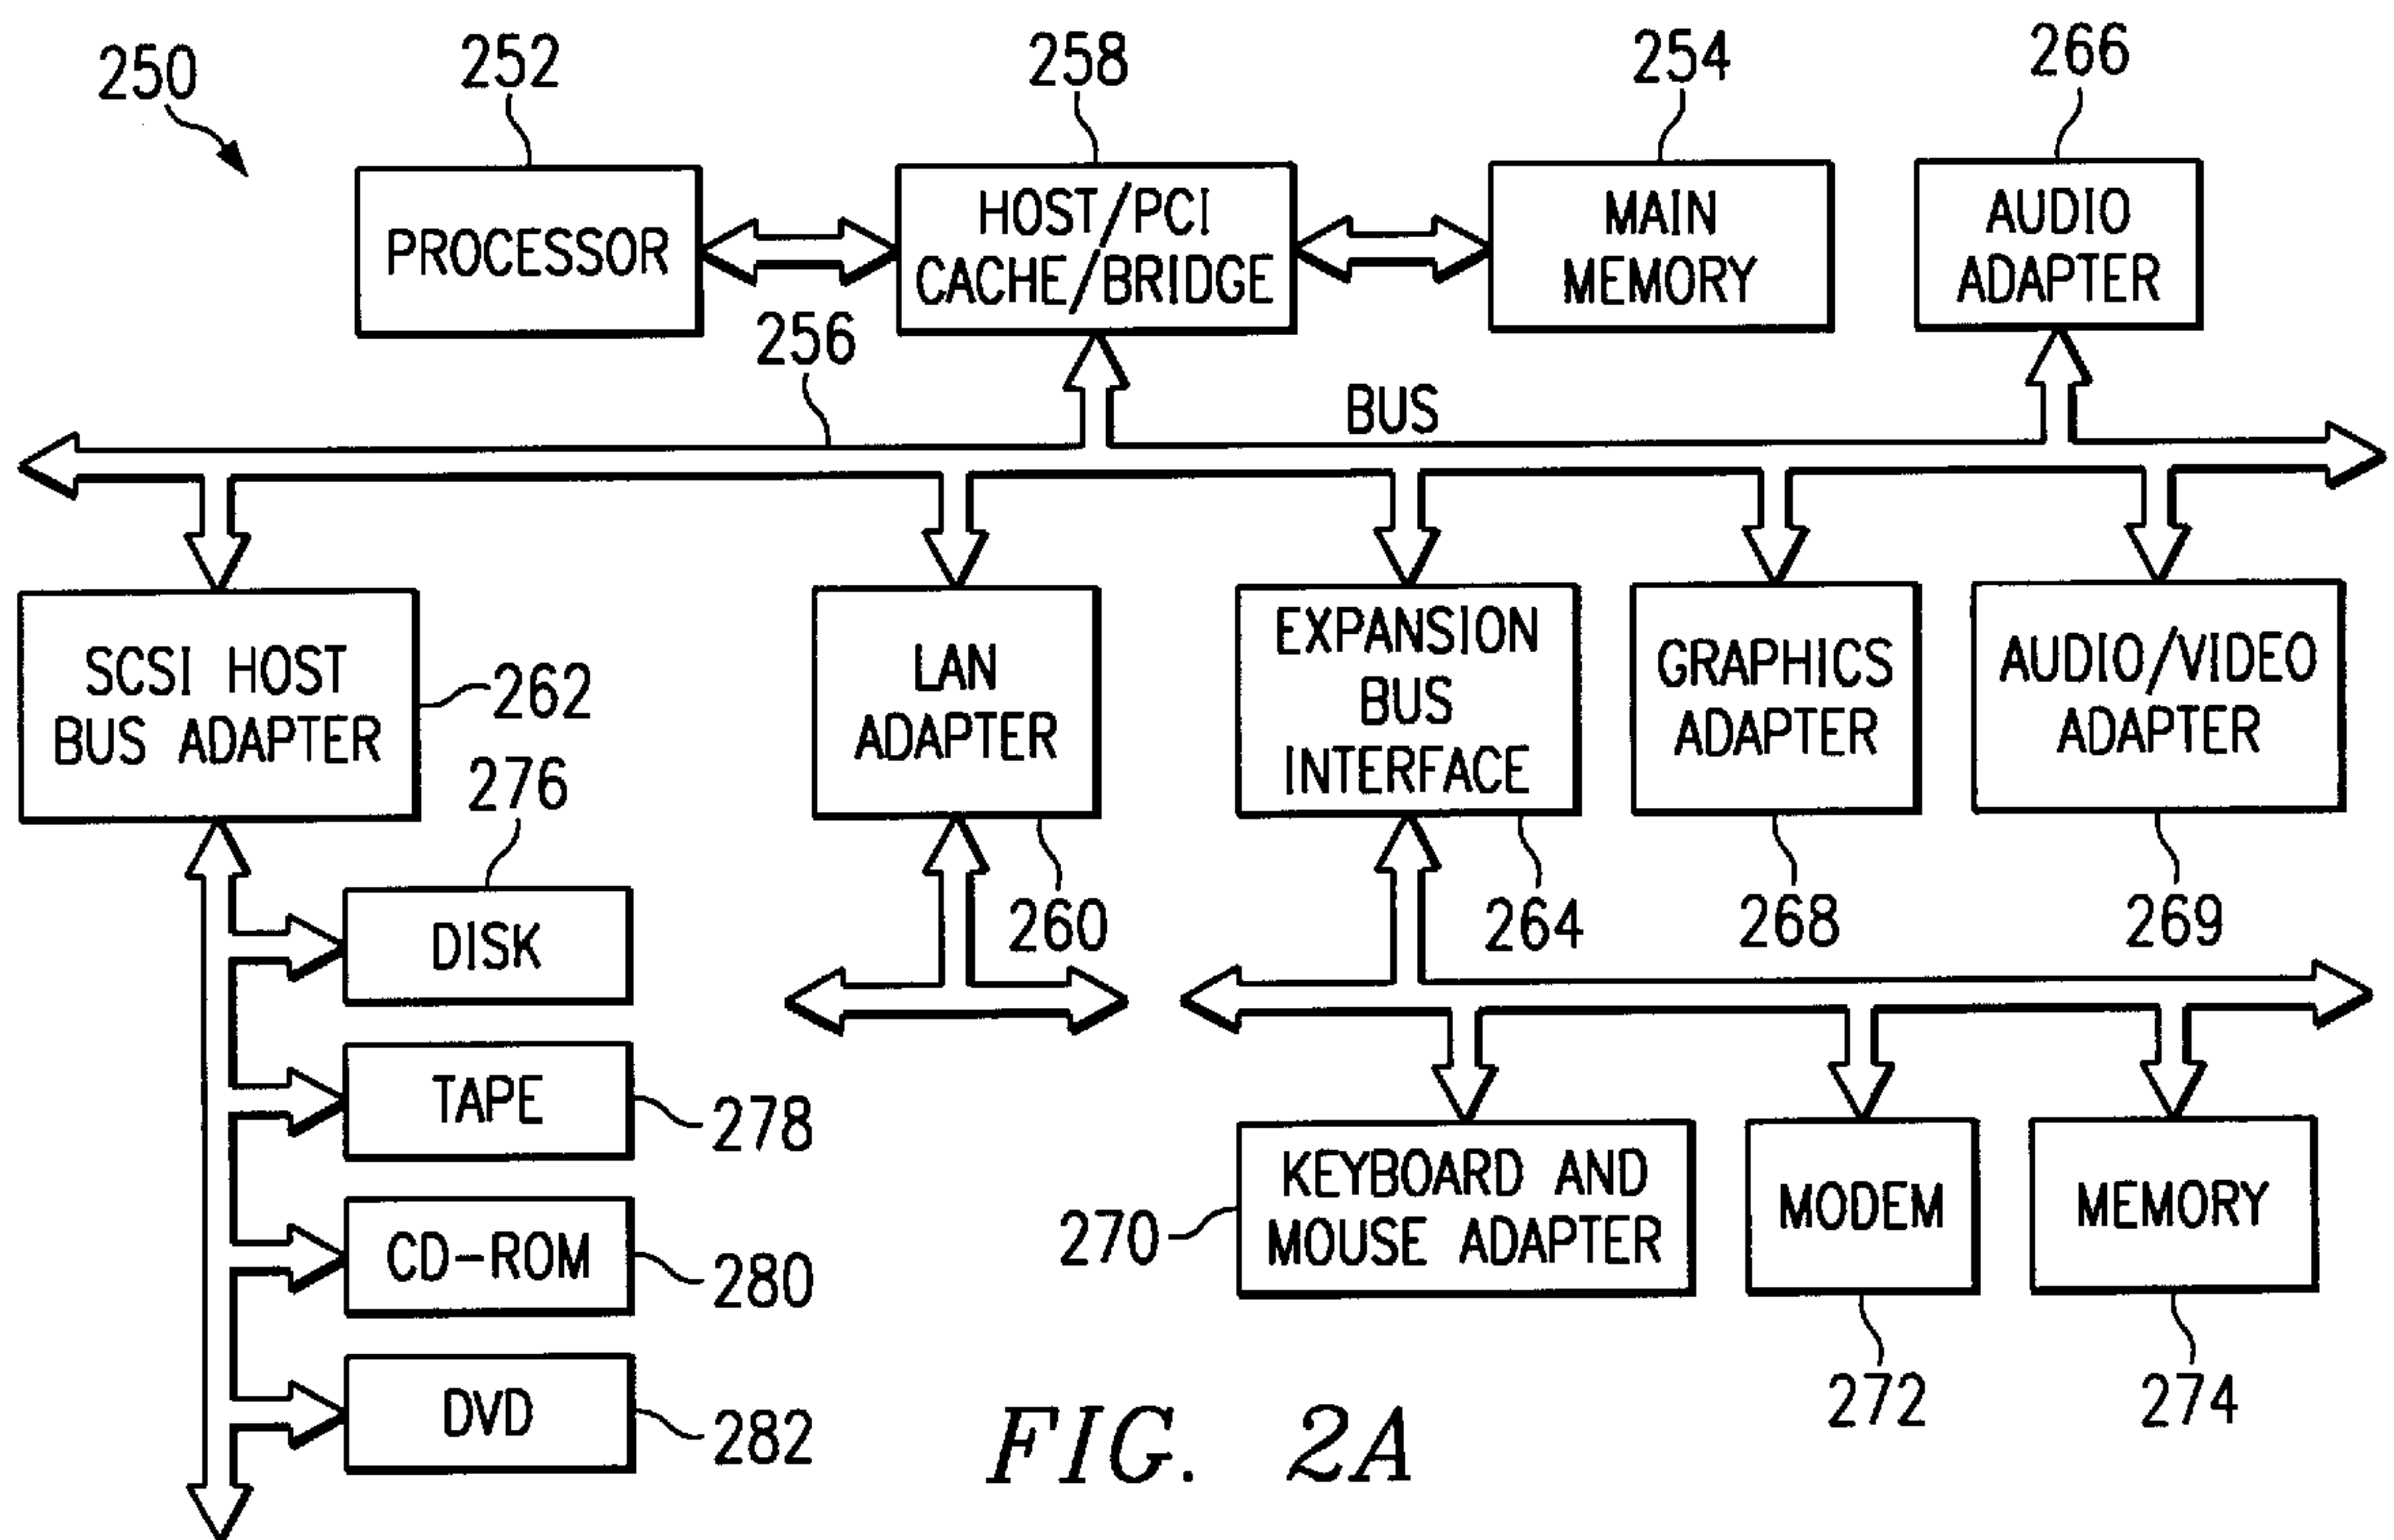 250
252
258
254
266
PROCESSOR
HOST/PCI
CACHE/BRIDGE
MAIN
MEMORY
AUDIO
ADAPTER
256
BUS
SCSI HOST
BUS ADAPTER
262
LAN
ADAPTER
260
EXPANSION
BUS
INTERFACE
264
GRAPHICS
ADAPTER
268
AUDIO/VIDEO
ADAPTER
269
276
DISK
TAPE
278
CD-ROM
280
DVD
282
270
KEYBOARD AND
MOUSE ADAPTER
MODEM
272
MEMORY
274
FIG. 2A